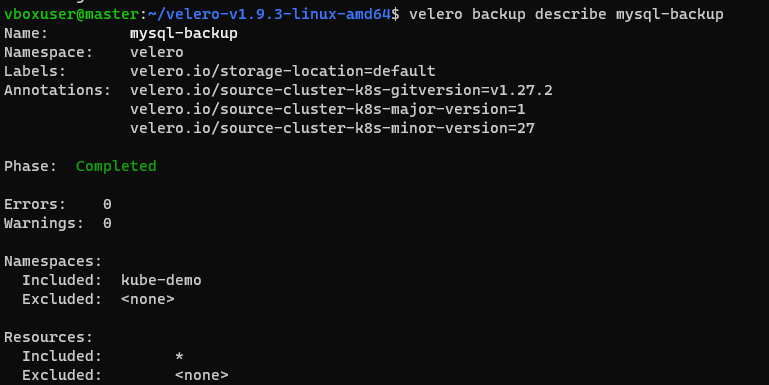 vboxuser@master:~/velero-v1.9.3-linux-amd64$ velero backup describe mysql-backup
Name:         mysql-backup
Namespace:    velero
Labels:       velero.io/storage-location=default
Annotations:  velero.io/source-cluster-k8s-gitversion=v1.27.2
              velero.io/source-cluster-k8s-major-version=1
              velero.io/source-cluster-k8s-minor-version=27
Phase:  Completed
Errors:    0
Warnings:  0
Namespaces:
  Included:  kube-demo
  Excluded:  <none>
Resources:
  Included:        *
  Excluded:        <none>